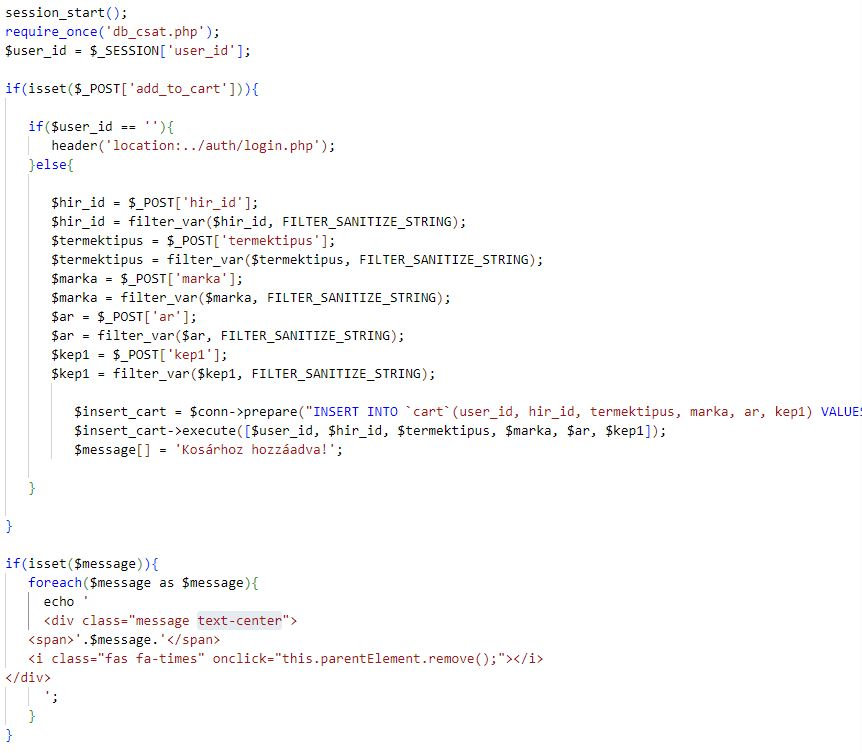 session_start();
require_once('db_csat.php');
$user_id = $_SESSION['user_id'];
if(isset($_POST['add_to_cart'])){
if($user_id == ''){
header('location:../auth/login.php');
}else{
$hir_id = $_POST['hir_id'];
$hir_id = filter_var($hir_id, FILTER_SANITIZE_STRING);
$termektipus = $_POST['termektipus'];
$termektipus = filter_var($termektipus, FILTER_SANITIZE_STRING);
$marka = $_POST['marka'];
$marka = filter_var($marka, FILTER_SANITIZE_STRING);
$ar = $_POST['ar'];
$ar = filter_var($ar, FILTER_SANITIZE_STRING);
$kep1 = $_POST['kep1'];
$kep1 = filter_var($kep1, FILTER_SANITIZE_STRING);
$insert_cart = $conn->prepare("INSERT INTO `cart`(user_id, hir_id, termektipus, marka, ar, kep1) VALUES
$insert_cart->execute([$user_id, $hir_id, $termektipus, $marka, $ar, $kep1]);
$message[] = 'Kosárhoz hozzáadva!';
}
}
if(isset($message)){
foreach($message as $message){
echo '
<div class="message text-center">
<span>'.$message.'</span>
<i class="fas fa-times" onclick="this.parentElement.remove();"></i>
</div>
';
}
}